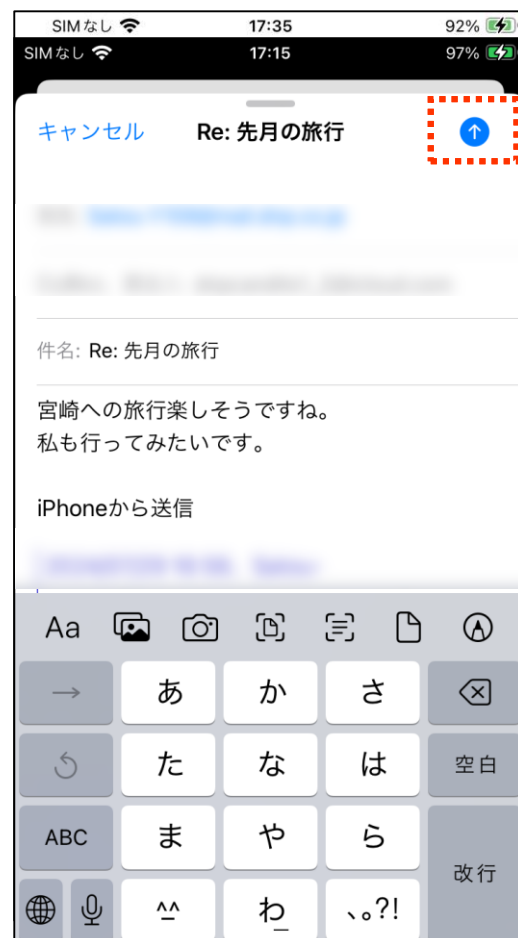 SIMなし 17:35 92%
SIMなし 17:15 97%
キャンセル Re: 先月の旅行
件名: Re: 先月の旅行
宮崎への旅行楽しそうですね。
私も行ってみたいです。
iPhoneから送信
Aa
→ あ か さ
た な は 空白
ABC ま や ら 改行
^^ わ 、。?!